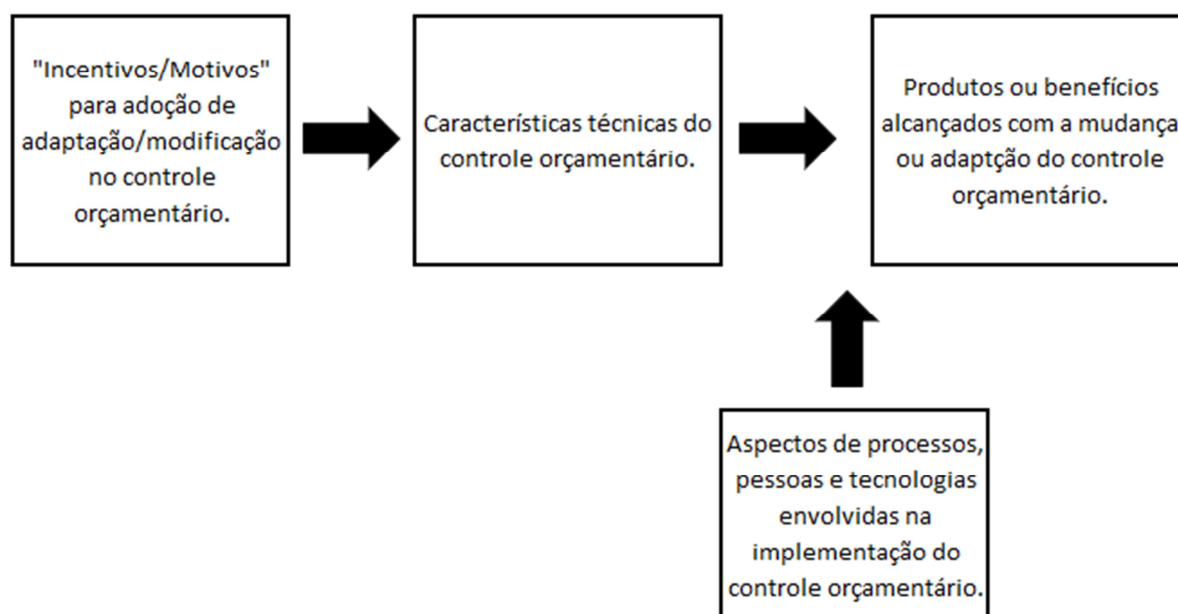 "Incentivos/Motivos"
para adoção de
adaptação/modificação
no controle
orçamentário.
Características técnicas do
controle orçamentário.
Produtos ou benefícios
alcançados com a mudança
ou adaptção do controle
orçamentário.
Aspectos de processos,
pessoas e tecnologias
envolvidas na
implementação do
controle orçamentário.